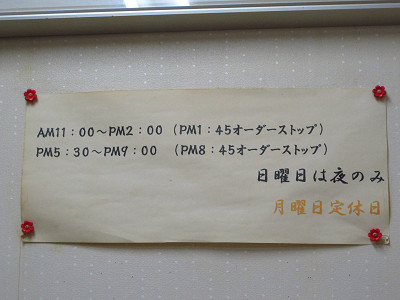 AM11：00～PM2：00（PM1：45オーダーストップ）
PM5：30～PM9：00　（PM8：45オーダーストップ）
日曜日は夜のみ
月曜日定休日